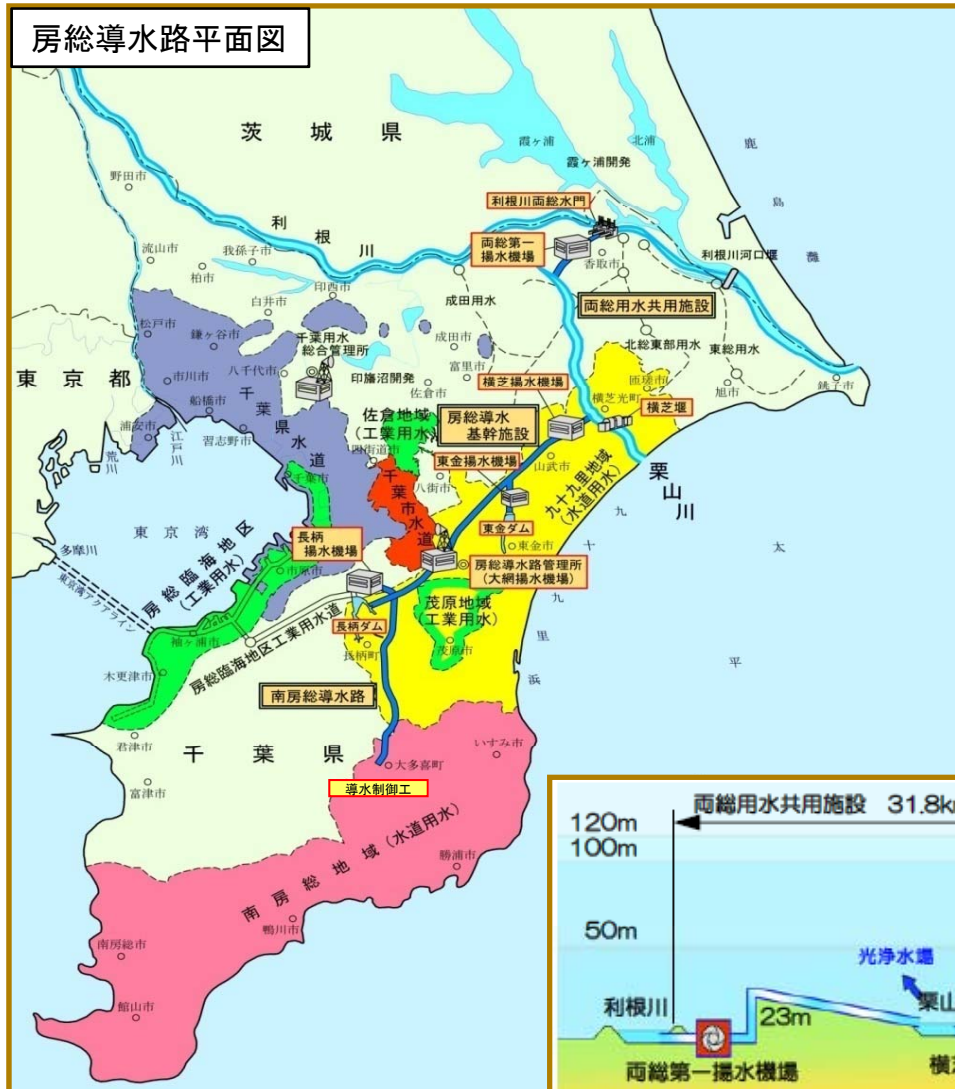 房総導水路平面図
茨城県
霞ヶ浦
北浦
霞ヶ浦開発
鹿島灘
野田市
利根川両総水門
利根川
両総第一
揚水機場
香取市
利根川河口堰
流山市
我孫子市
柏市
印西市
白井市
成田用水
両総用水共用施設
松戸市
鎌ヶ谷市
千葉用水
総合管理所
成田市
富里市
北総東部用水
東総用水
東京都
市川市
八千代市
印旛沼開発
佐倉市
横芝揚水機場
匝瑳市
旭市
銚子市
船橋市
千葉県水道
佐倉地域
(工業用水)
房総導水
基幹施設
横芝光町
横芝堰
浦安市
江戸川
荒川
習志野市
四街道市
東金揚水機場
山武市
九十九里地域
(水道用水)
栗山川
千葉市
千葉市水道
八街市
東京湾
多摩川
東京湾アクアライン
房総臨海地区
(工業用水)
長柄
揚水機場
東金ダム
東金市
房総導水路管理所
(大網揚水機場)
九十九里浜
太平
市原市
茂原地域
(工業用水)
袖ヶ浦市
房総臨海地区工業用水道
長柄ダム
長柄町
茂原市
木更津市
南房総導水路
君津市
千葉県
いすみ市
大多喜町
富津市
導水制御工
南房総地域(水道用水)
勝浦市
鴨川市
南房総市
館山市
両総用水共用施設 31.8km
120m
100m
50m
光浄水場
利根川
23m
栗山
両総第一揚水機場
横芝